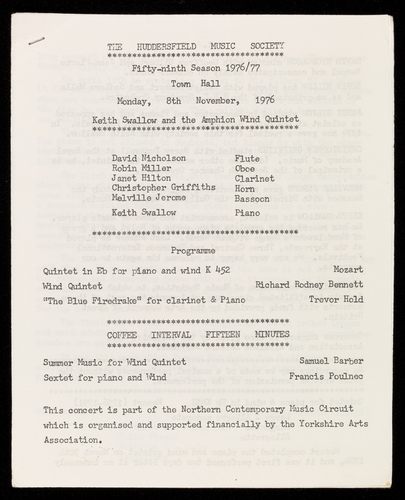 THE HUDDERSFIELD MUSIC SOCIETY
************************************
Fifty-ninth Season 1976/77
Town Hall
Monday, 8th November, 1976
Keith Swallow and the Amphion Wind Quintet
******************************************
David Nicholson Flute
Robin Miller Oboe
Janet Hilton Clarinet
Christopher Griffiths Horn
Melville Jerome Bassoon
Keith Swallow Piano
******************************************
Programme
Quintet in Eb for piano and wind K 452 Mozart
Wind Quintet Richard Rodney Bennett
"The Blue Firedrake" for clarinet & Piano Trevor Hold
*************************************
COFFEE INTERVAL FIFTEEN MINUTES
*************************************
Summer Music for Wind Quintet Samuel Barber
Sextet for piano and Wind Francis Poulnec
This concert is part of the Northern Contemporary Music Circuit
which is organised and supported financially by the Yorkshire Arts
Association.